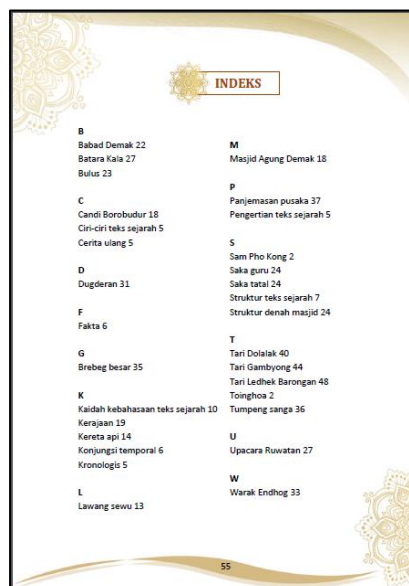 INDEKS
B
Babad Demak 22
Batara Kala 27
Bulus 23
C
Candi Borobudur 18
Ciri-ciri teks sejarah 5
Cerita ulang 5
D
Dugderan 31
F
Fakta 6
G
Brebeg besar 35
K
Kaidah kebahasaan teks sejarah 10
Kerajaan 19
Kereta api 14
Konjungsi temporal 6
Kronologis 5
L
Lawang sewu 13
M
Masjid Agung Demak 18
P
Panjemasan pusaka 37
Pengertian teks sejarah 5
S
Sam Pho Kong 2
Saka guru 24
Saka tatal 24
Struktur teks sejarah 7
Struktur denah masjid 24
T
Tari Dolalak 40
Tari Gambyong 44
Tari Ledhek Barongan 48
Toinghoa 2
Tumpeng sanga 36
U
Upacara Ruwatan 27
W
Warak Endhog 33
55